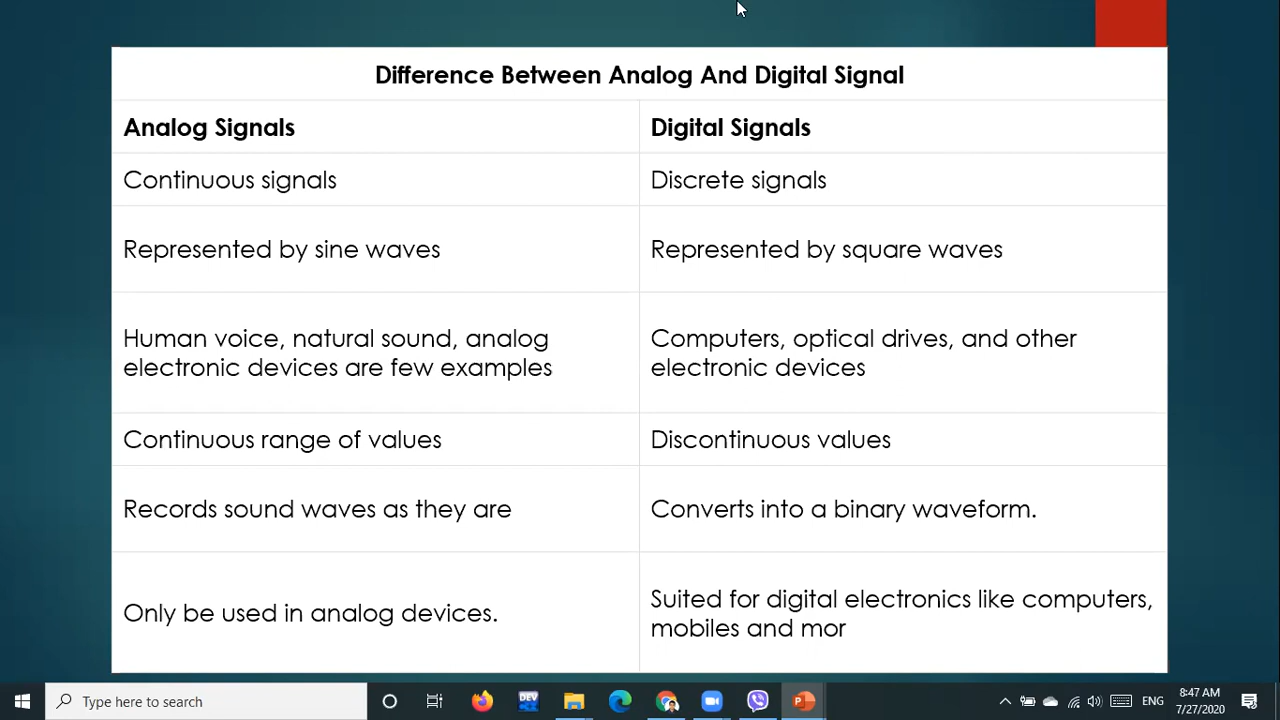 Difference Between Analog And Digital Signal
Analog Signals
Digital Signals
Continuous signals
Discrete signals
Represented by sine waves
Represented by square waves
Human voice, natural sound, analog
electronic devices are few examples
Computers, optical drives, and other
electronic devices
Continuous range of values
Discontinuous values
Records sound waves as they are
Converts into a binary waveform.
Only be used in analog devices.
Suited for digital electronics like computers,
mobiles and mor
Type here to search
DEV
ENG
8:47 AM
7/27/2020